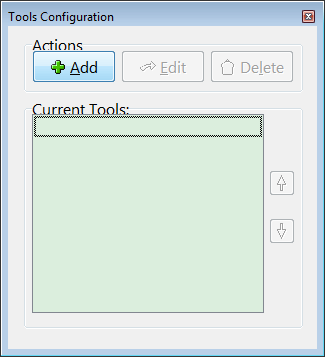 Tools Configuration
Actions
Add
Edit
Delete
Current Tools: